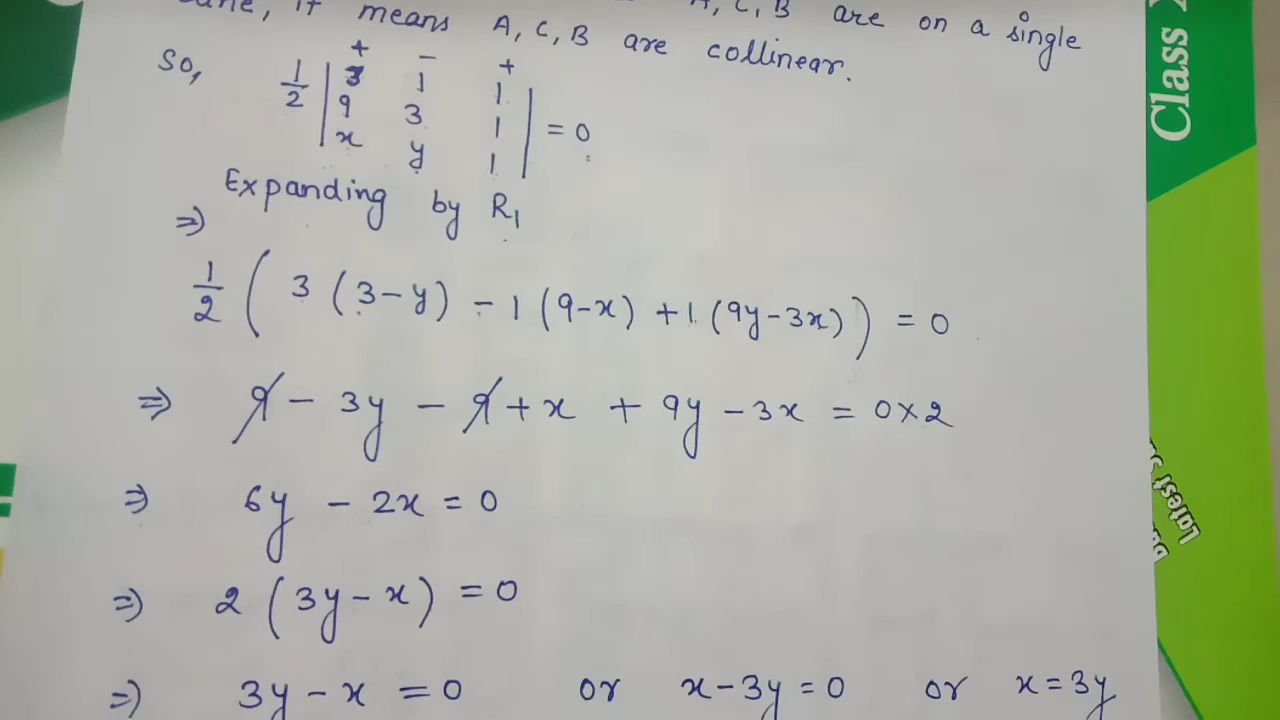 it means A, C, B are on a single
A, C, B are collinear.
So, 1/2 | 3 1 1 |
| 9 3 1 | = 0
| x y 1 |
+ - +
Expanding by R₁
⇒
1/2 ( 3 (3-y) - 1 (9-x) + 1 (9y-3x) ) = 0
⇒ 9 - 3y - 9 + x + 9y - 3x = 0×2
⇒ 6y - 2x = 0
⇒ 2 (3y - x) = 0
⇒ 3y - x = 0 or x - 3y = 0 or x = 3y
Class
Latest